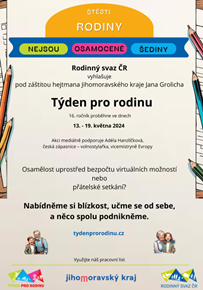 ŠTĚSTÍ
RODINY
NEJSOU
OSAMOCENÉ
ŠEDINY
Rodinný svaz ČR
vyhlašuje
pod záštitou hejtmana Jihomoravského kraje Jana Grolicha
Týden pro rodinu
16. ročník proběhne ve dnech
13. - 19. května 2024
Akci mediálně podporuje Adéla Hanzlíčková,
česká zápasnice - volnostylařka, vicemistryně Evropy
Osamělost uprostřed bezpočtu virtuálních možností
nebo
přátelské setkání?
Nabídněme si blízkost, učme se od sebe,
a něco spolu podnikněme.
tydenprorodinu.cz
Využijte náš pracovní list
TÝDEN PRO RODINU
jihomoravský kraj
RODINNÝ SVAZ ČR